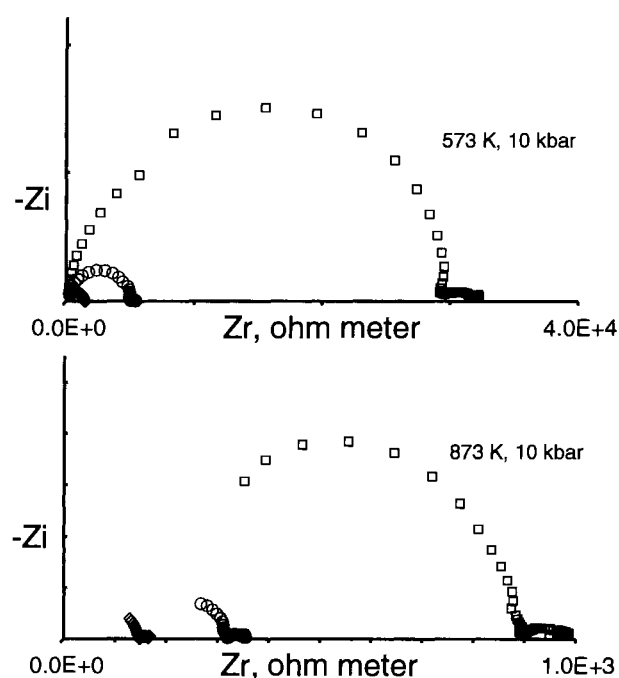 573 K, 10 kbar
-Zi
0.0E+0
Zr, ohm meter
4.0E+4
873 K, 10 kbar
-Zi
0.0E+0
Zr, ohm meter
1.0E+3